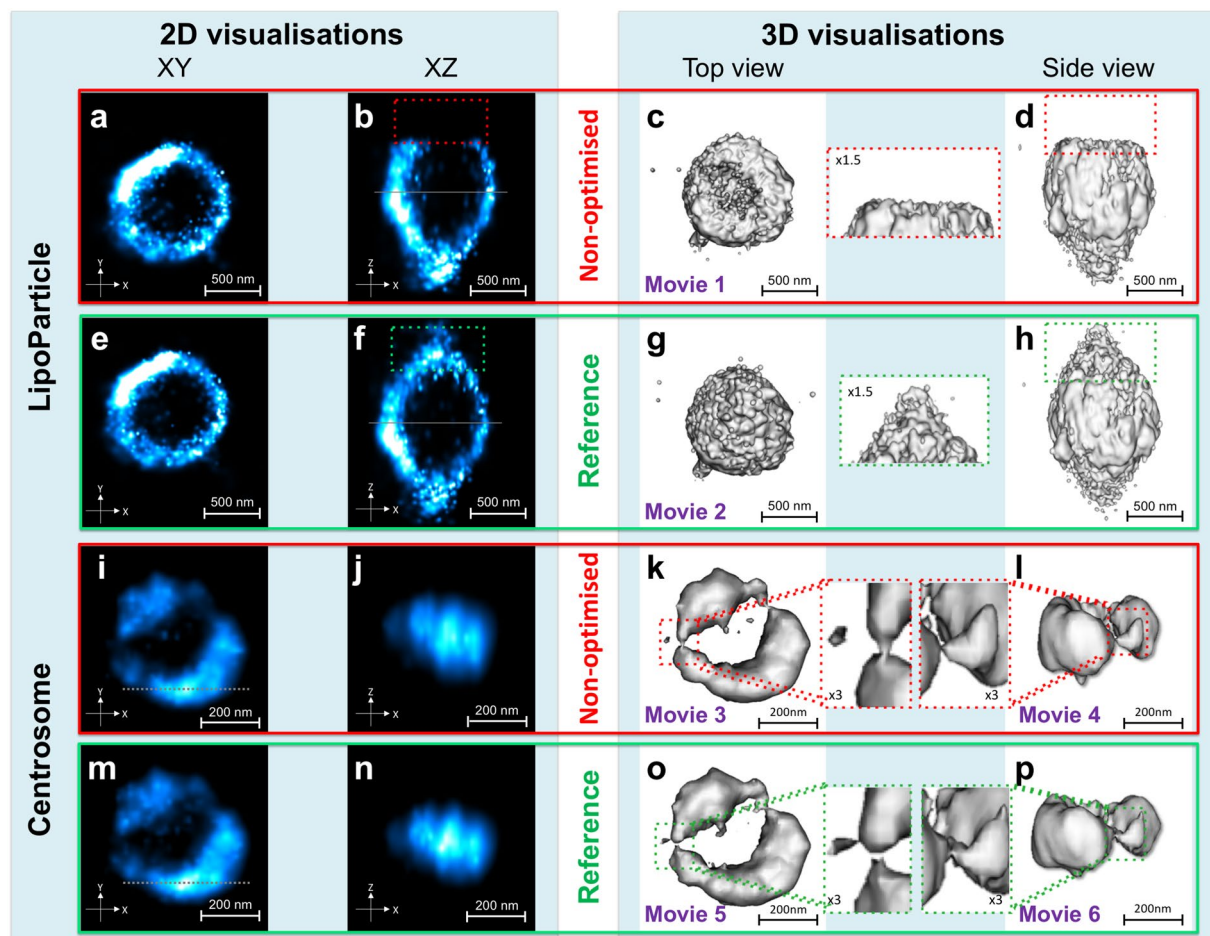 2D visualisations
3D visualisations
XY
XZ
Top view
Side view
LipoParticle
Non-optimised
a
Y
X
500 nm
b
Z
X
500 nm
c
Movie 1
500 nm
x1.5
d
500 nm
Reference
e
Y
X
500 nm
f
Z
X
500 nm
g
Movie 2
500 nm
x1.5
h
500 nm
Centrosome
Non-optimised
i
Y
X
200 nm
j
Z
X
200 nm
k
Movie 3
200nm
x3
x3
l
Movie 4
200nm
Reference
m
Y
X
200 nm
n
Z
X
200 nm
o
Movie 5
200nm
x3
x3
p
Movie 6
200nm